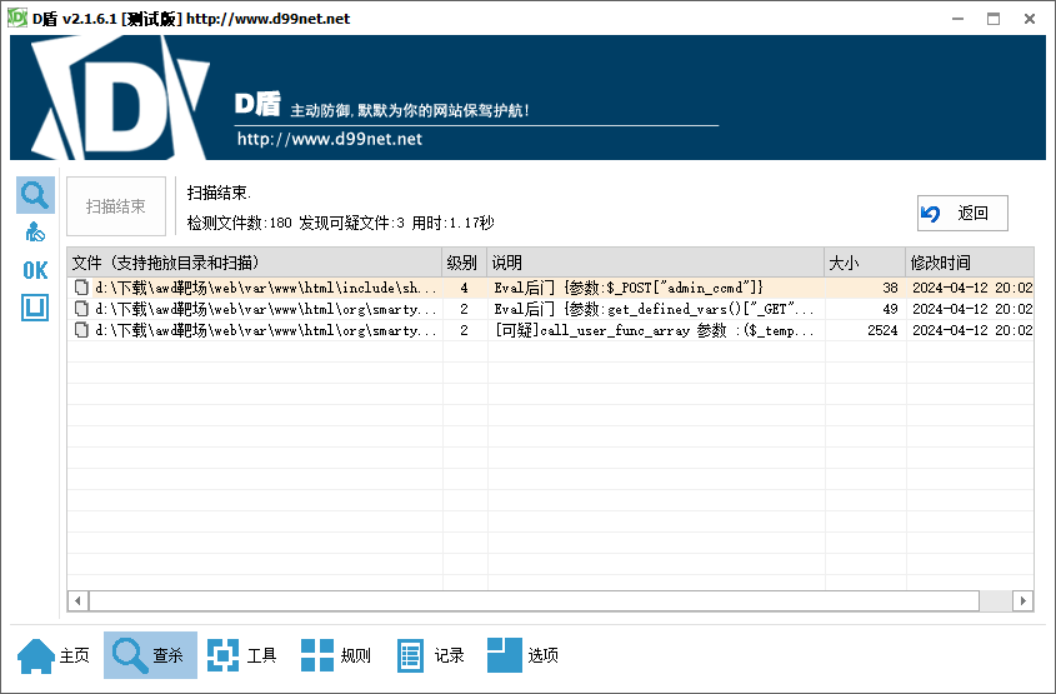 D盾 v2.1.6.1 [测试版] http://www.d99net.net
D盾 主动防御,默默为你的网站保驾护航!
http://www.d99net.net
扫描结束
扫描结束.
检测文件数:180 发现可疑文件:3 用时:1.17秒
返回
文件（支持拖放目录和扫描） 级别 说明 大小 修改时间
d:\下载\awd靶场\web\var\www\html\include\sh... 4 Eval后门 {参数:$_POST["admin_ccmd"]} 38 2024-04-12 20:02
d:\下载\awd靶场\web\var\www\html\org\smarty... 2 Eval后门 {参数:get_defined_vars()["_GET"... 49 2024-04-12 20:02
d:\下载\awd靶场\web\var\www\html\org\smarty... 2 [可疑]call_user_func_array 参数 :($_temp... 2524 2024-04-12 20:02
OK
主页 查杀 工具 规则 记录 选项